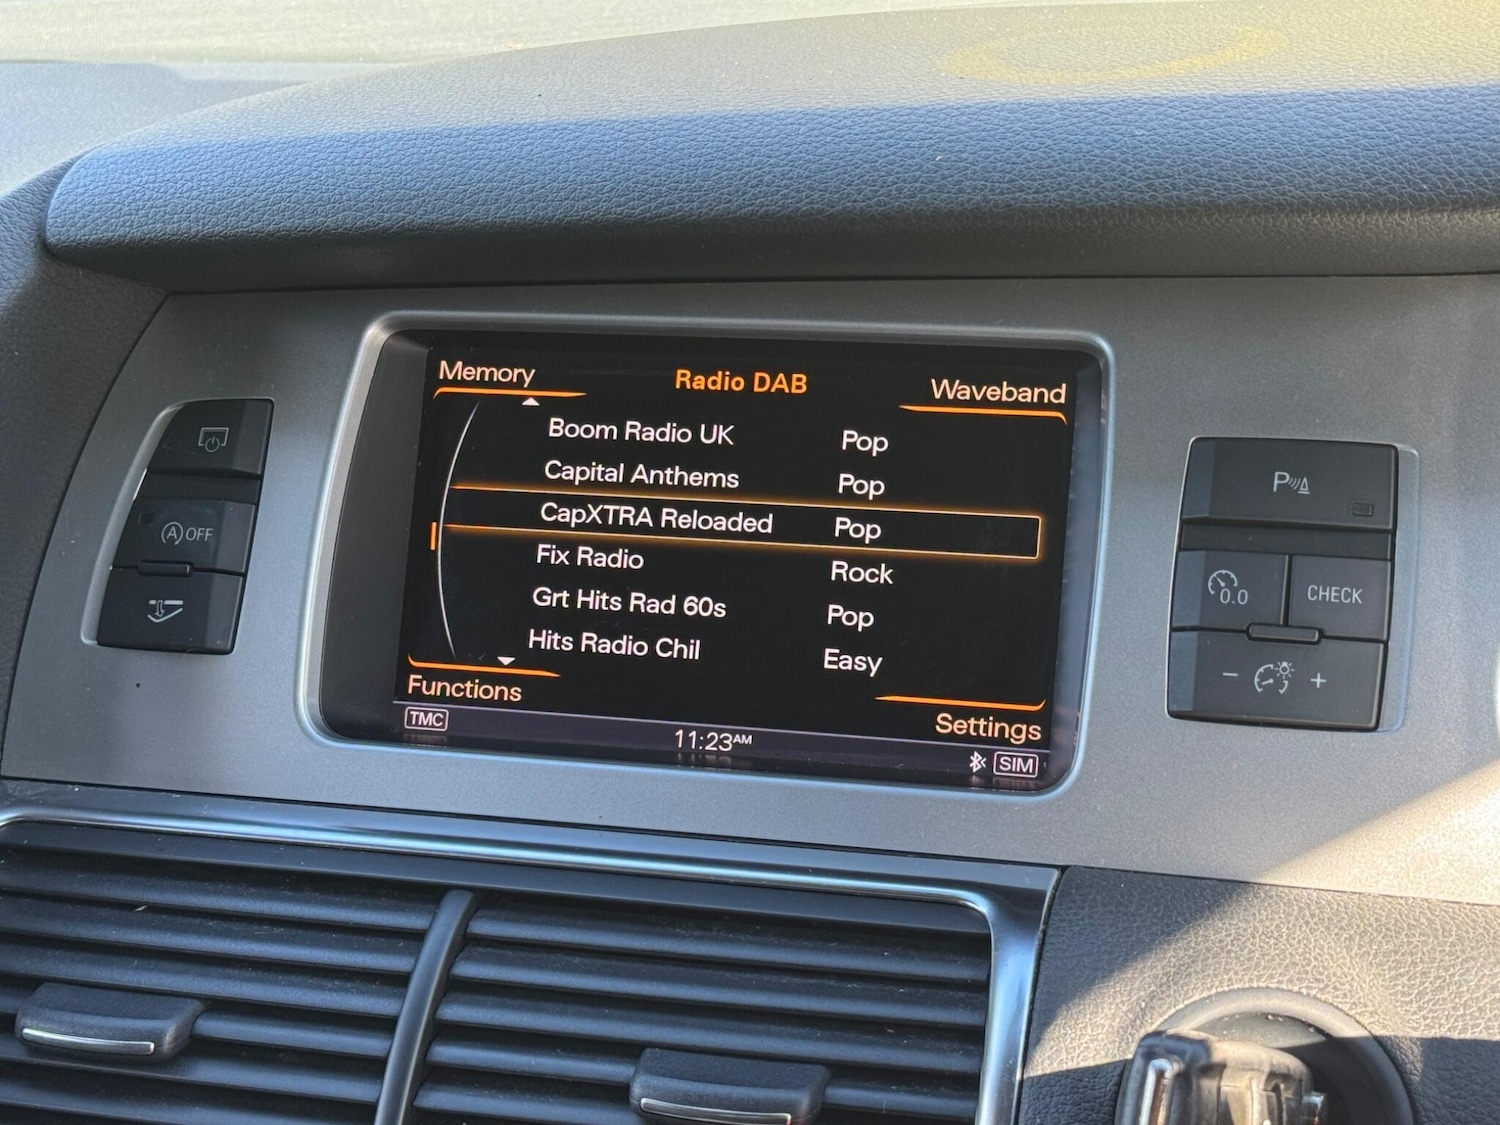 Memory
Radio DAB
Waveband
Boom Radio UK Pop
Capital Anthems Pop
CapXTRA Reloaded Pop
Fix Radio Rock
Grt Hits Rad 60s Pop
Hits Radio Chil Easy
Functions
Settings
TMC
11:23AM
SIM
A OFF
P
0.0
CHECK
- +